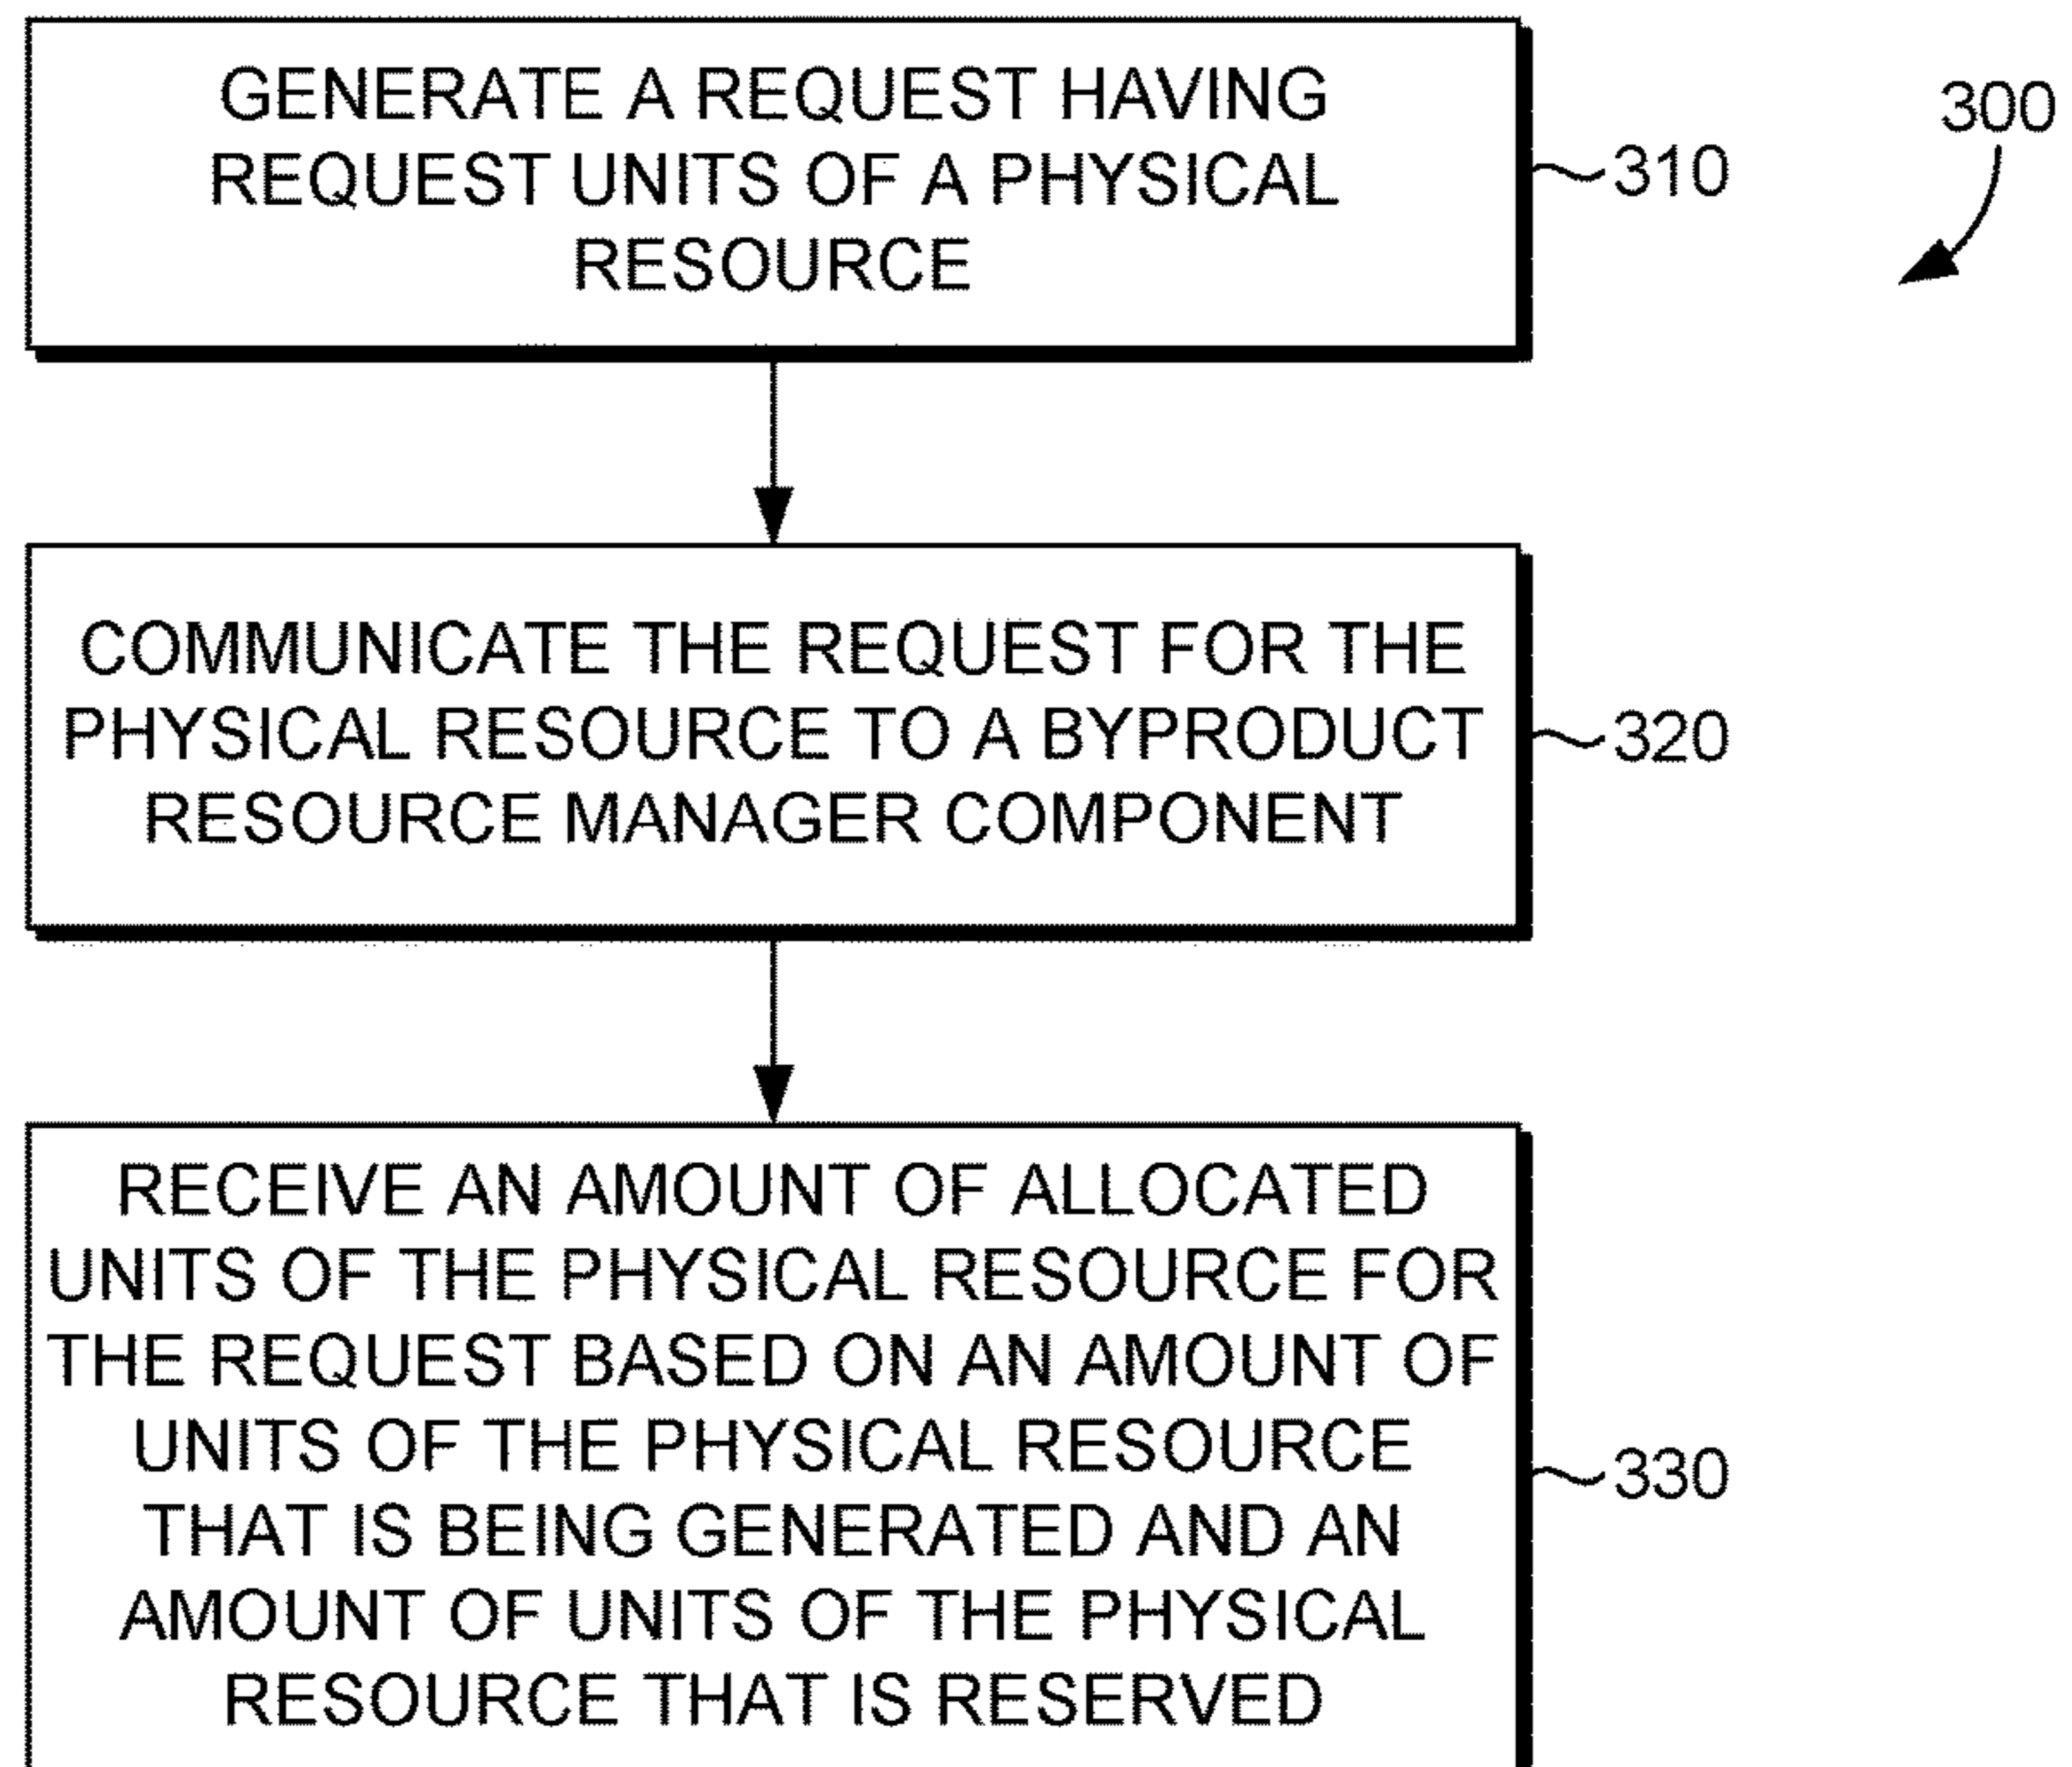 GENERATE A REQUEST HAVING
REQUEST UNITS OF A PHYSICAL
RESOURCE
310
300
COMMUNICATE THE REQUEST FOR THE
PHYSICAL RESOURCE TO A BYPRODUCT
RESOURCE MANAGER COMPONENT
320
RECEIVE AN AMOUNT OF ALLOCATED
UNITS OF THE PHYSICAL RESOURCE FOR
THE REQUEST BASED ON AN AMOUNT OF
UNITS OF THE PHYSICAL RESOURCE
THAT IS BEING GENERATED AND AN
AMOUNT OF UNITS OF THE PHYSICAL
RESOURCE THAT IS RESERVED
330